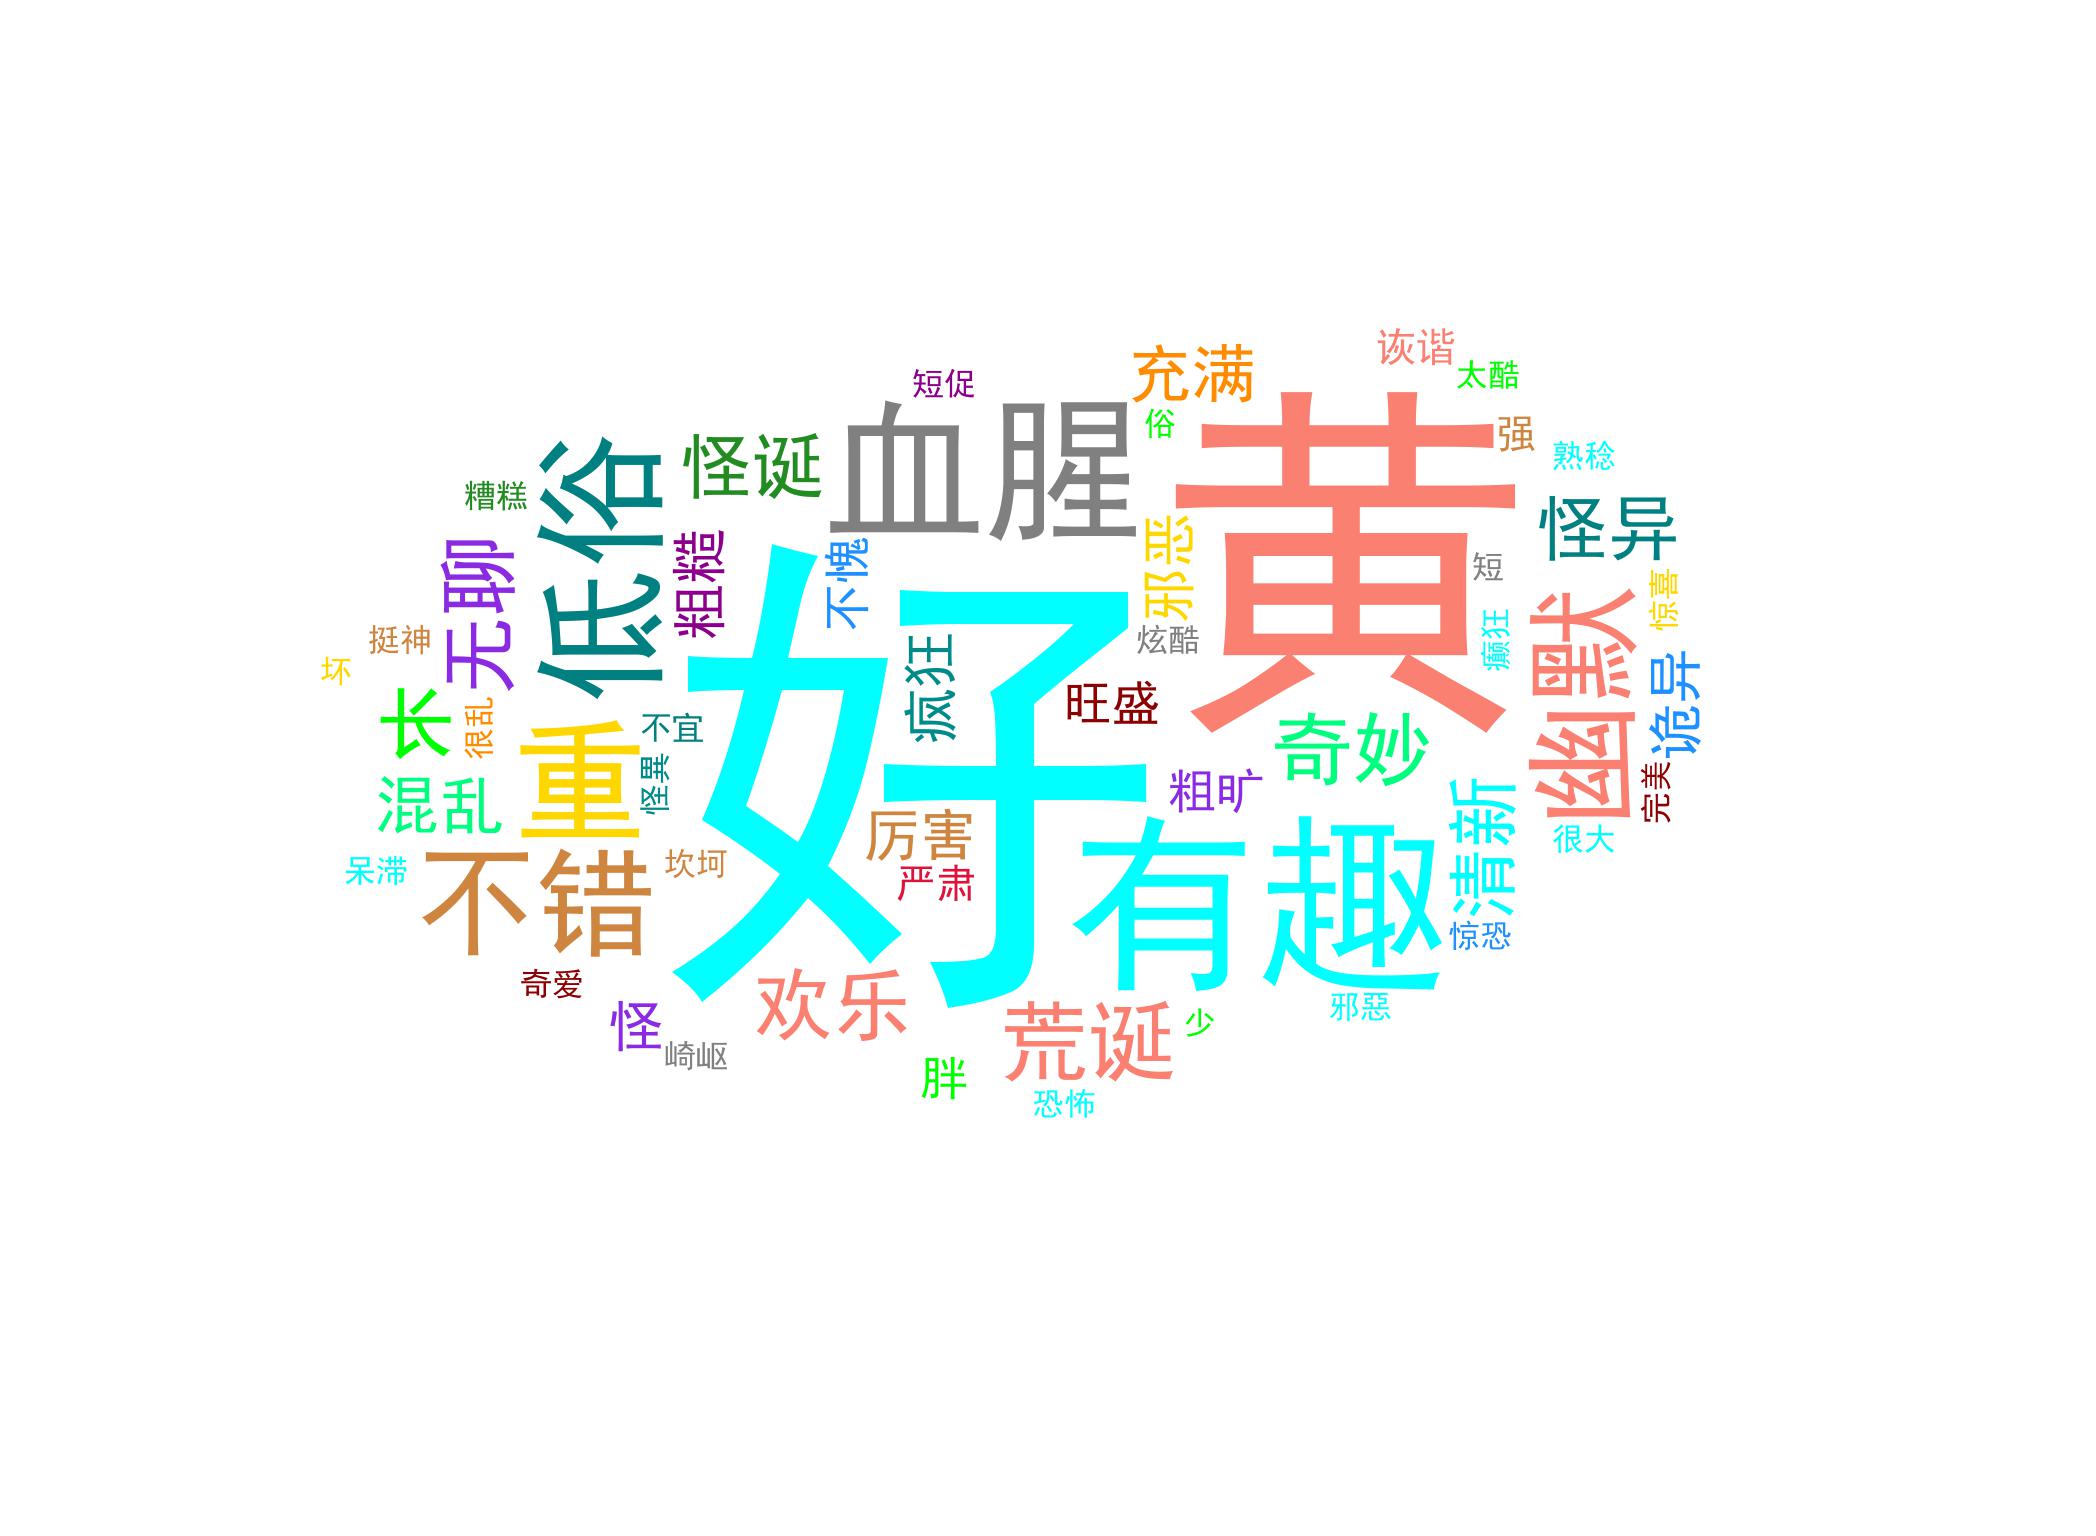 诙谐
充满
太酷
短促
俗
强
血腥
黄
熟稔
怪诞
低俗
糟糕
怪异
粗糙
不愧
邪恶
短
惊喜
无聊
挺神
炫酷
癫狂
幽默
坏
好
疯狂
旺盛
诡异
长
很乱
不宜
重
怪異
奇妙
粗旷
完美
混乱
厉害
有趣
清新
很大
呆滞
不错
坎坷
严肃
惊恐
奇爱
欢乐
邪惡
怪
荒诞
少
崎岖
胖
恐怖